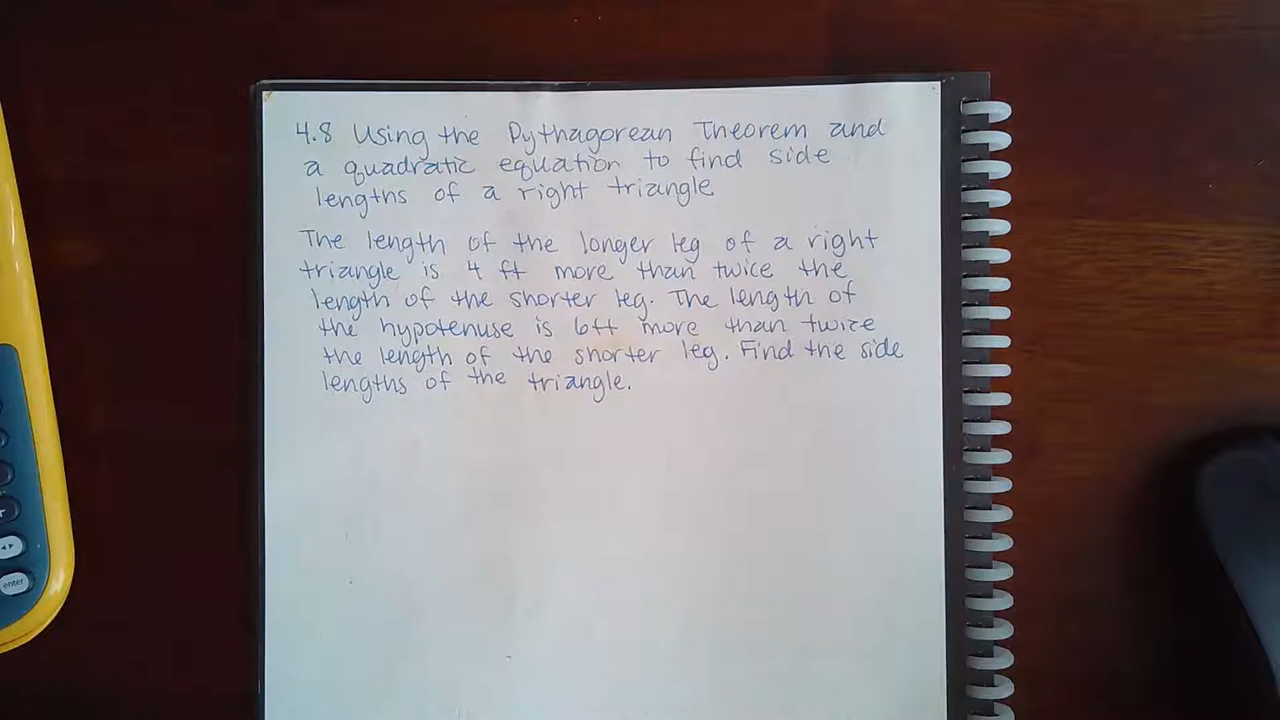 4.8 Using the Pythagorean Theorem and
a quadratic equation to find side
lengths of a right triangle
The length of the longer leg of a right
triangle is 4 ft more than twice the
length of the shorter leg. The length of
the hypotenuse is 6ft more than twice
the length of the shorter leg. Find the side
lengths of the triangle.
enter